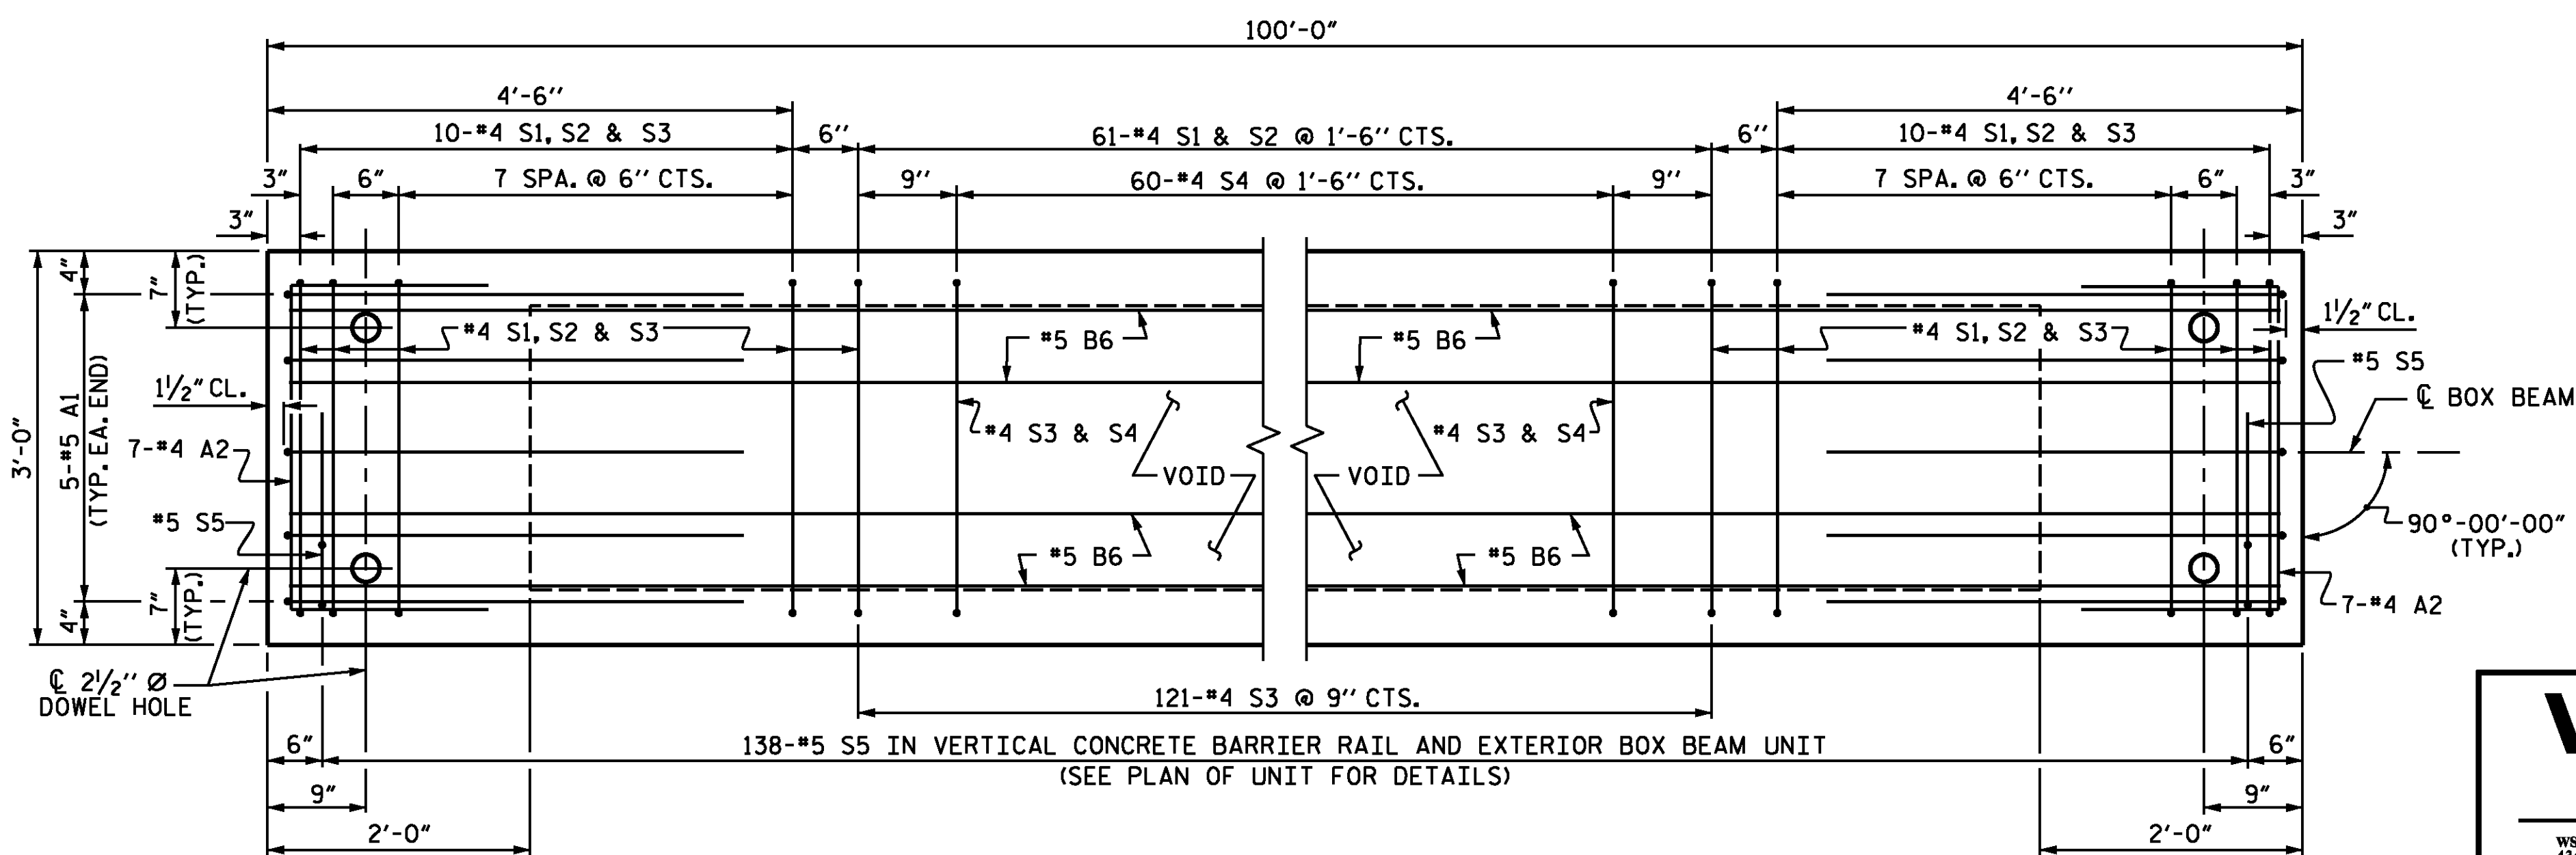 100'-0"
4'-6"
4'-6"
10-#4 S1, S2 & S3
6"
61-#4 S1 & S2 @ 1'-6" CTS.
6"
10-#4 S1, S2 & S3
3"
6"
7 SPA. @ 6" CTS.
9"
60-#4 S4 @ 1'-6" CTS.
9"
7 SPA. @ 6" CTS.
6"
3"
3"
3"
4"
7"
(TYP.)
#4 S1, S2 & S3
#5 B6
#5 B6
#4 S1, S2 & S3
1½" CL.
#5 S5
℄ BOX BEAM
1½" CL.
3'-0"
5-#5 A1
(TYP. EA. END)
7-#4 A2
#4 S3 & S4
#4 S3 & S4
VOID
VOID
#5 S5
#5 B6
#5 B6
90°-00'-00"
(TYP.)
4"
7"
(TYP.)
7-#4 A2
℄ 2½" Ø
DOWEL HOLE
121-#4 S3 @ 9" CTS.
6"
138-#5 S5 IN VERTICAL CONCRETE BARRIER RAIL AND EXTERIOR BOX BEAM UNIT
6"
(SEE PLAN OF UNIT FOR DETAILS)
9"
9"
2'-0"
2'-0"